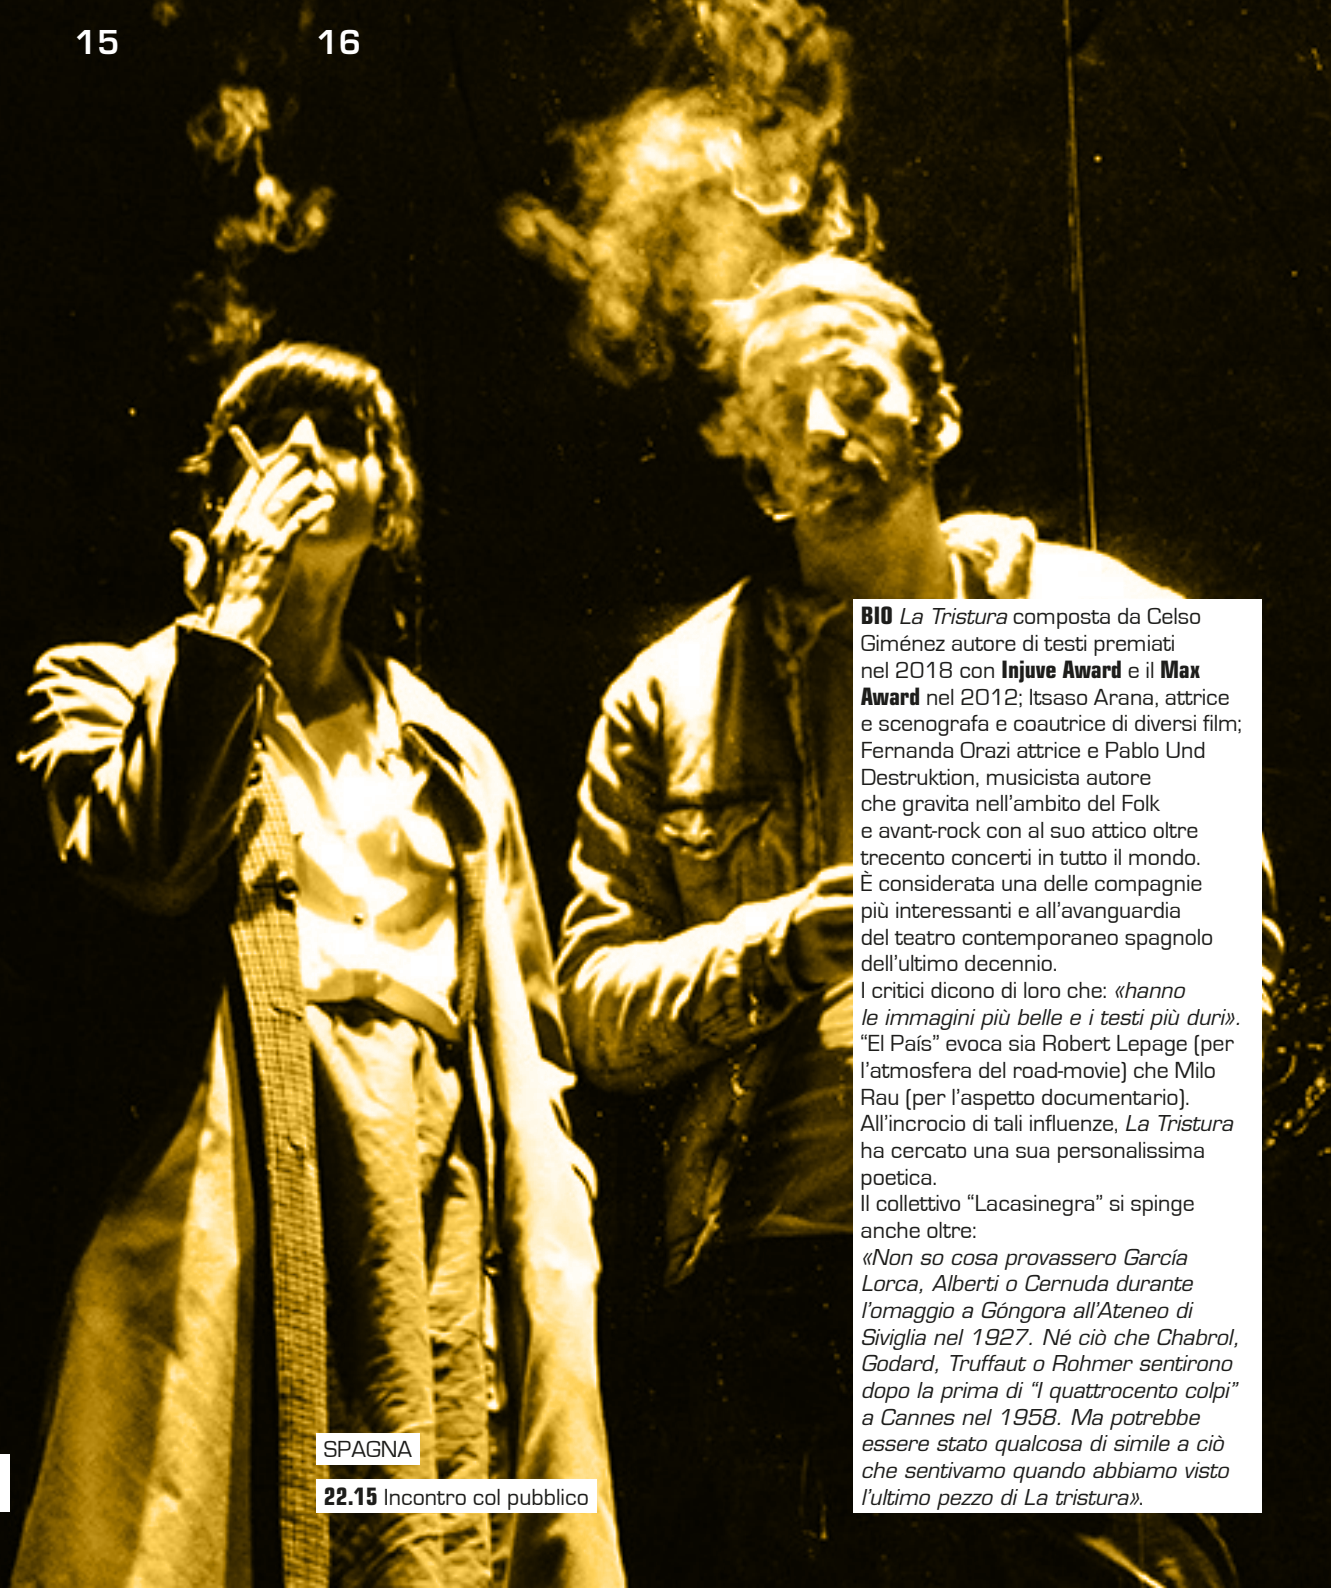 15
16
BIO La Tristura composta da Celso
Giménez autore di testi premiati
nel 2018 con Injuve Award e il Max
Award nel 2012; Itsaso Arana, attrice
e scenografa e coautrice di diversi film;
Fernanda Orazi attrice e Pablo Und
Destruktion, musicista autore
che gravita nell'ambito del Folk
e avant-rock con al suo attico oltre
trecento concerti in tutto il mondo.
È considerata una delle compagnie
più interessanti e all'avanguardia
del teatro contemporaneo spagnolo
dell'ultimo decennio.
I critici dicono di loro che: «hanno
le immagini più belle e i testi più duri».
“El País” evoca sia Robert Lepage (per
l'atmosfera del road-movie) che Milo
Rau (per l'aspetto documentario).
All'incrocio di tali influenze, La Tristura
ha cercato una sua personalissima
poetica.
Il collettivo “Lacasinegra” si spinge
anche oltre:
«Non so cosa provassero García
Lorca, Alberti o Cernuda durante
l'omaggio a Góngora all'Ateneo di
Siviglia nel 1927. Né ciò che Chabrol,
Godard, Truffaut o Rohmer sentirono
dopo la prima di “I quattrocento colpi”
a Cannes nel 1958. Ma potrebbe
essere stato qualcosa di simile a ciò
che sentivamo quando abbiamo visto
l'ultimo pezzo di La tristura».
SPAGNA
22.15 Incontro col pubblico